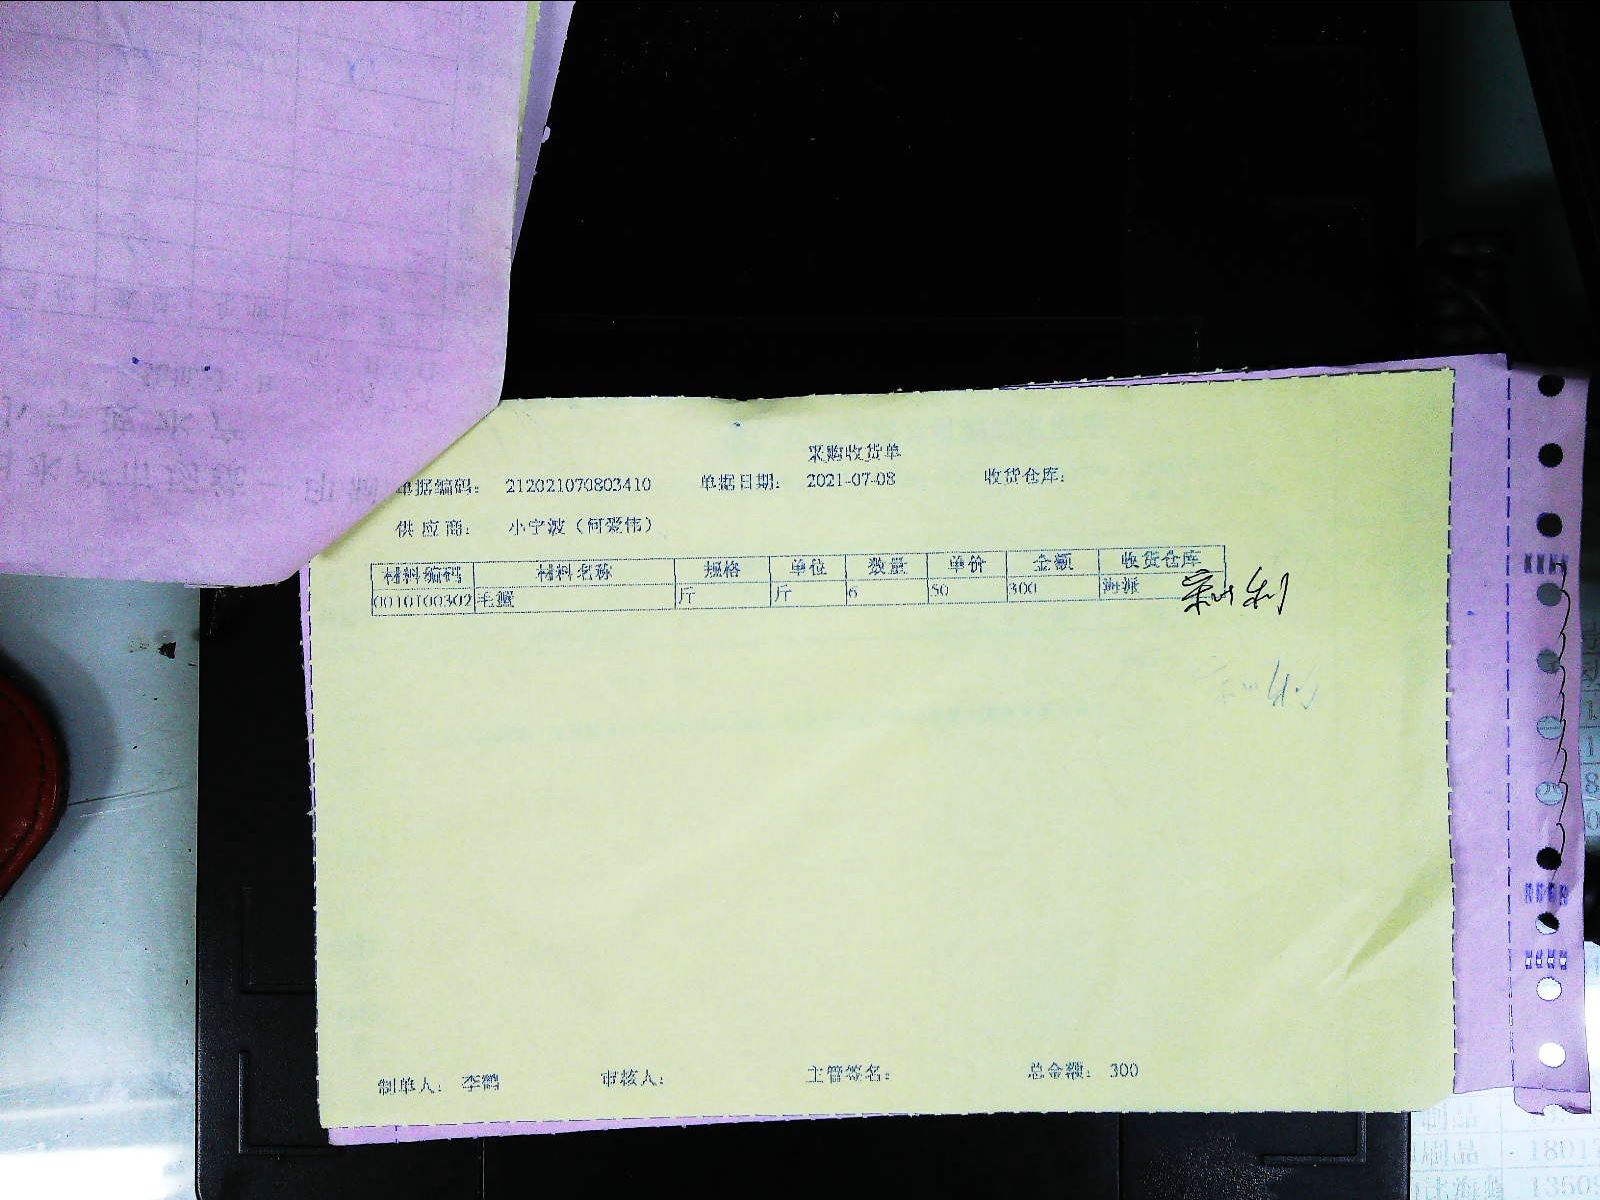 采购收货单
单据编码： 212021070803410 单据日期： 2021-07-08 收货仓库：
供应商： 小宁波（何爱伟）
材料编码 材料名称 规格 单位 数量 单价 金额 收货仓库
0010100302 毛蟹 斤 斤 6 50 300 海派
制单人： 李鹤 审核人： 主管签名： 总金额： 300
制品 18017